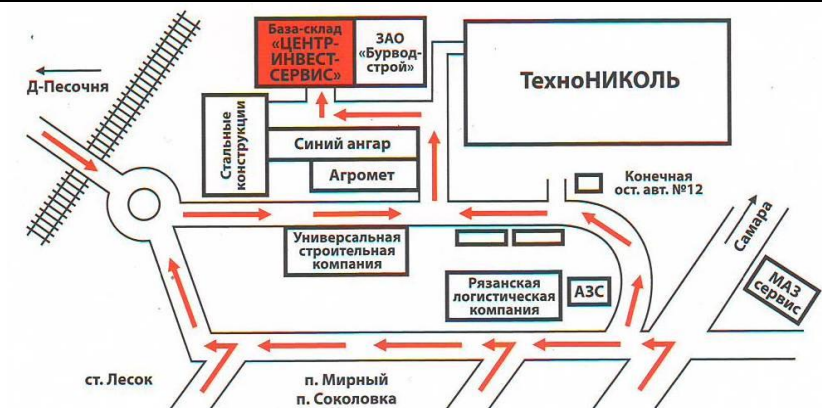 База-склад
«ЦЕНТР-
ИНВЕСТ-
СЕРВИС»
ЗАО
«Бурвод-
строй»
ТехноНИКОЛЬ
Д-Песочня
Стальные
конструкции
Синий ангар
Агромет
Конечная
ост. авт. №12
Универсальная
строительная
компания
Самара
МАЗ
сервис
Рязанская
логистическая
компания
АЗС
ст. Лесок
п. Мирный
п. Соколовка